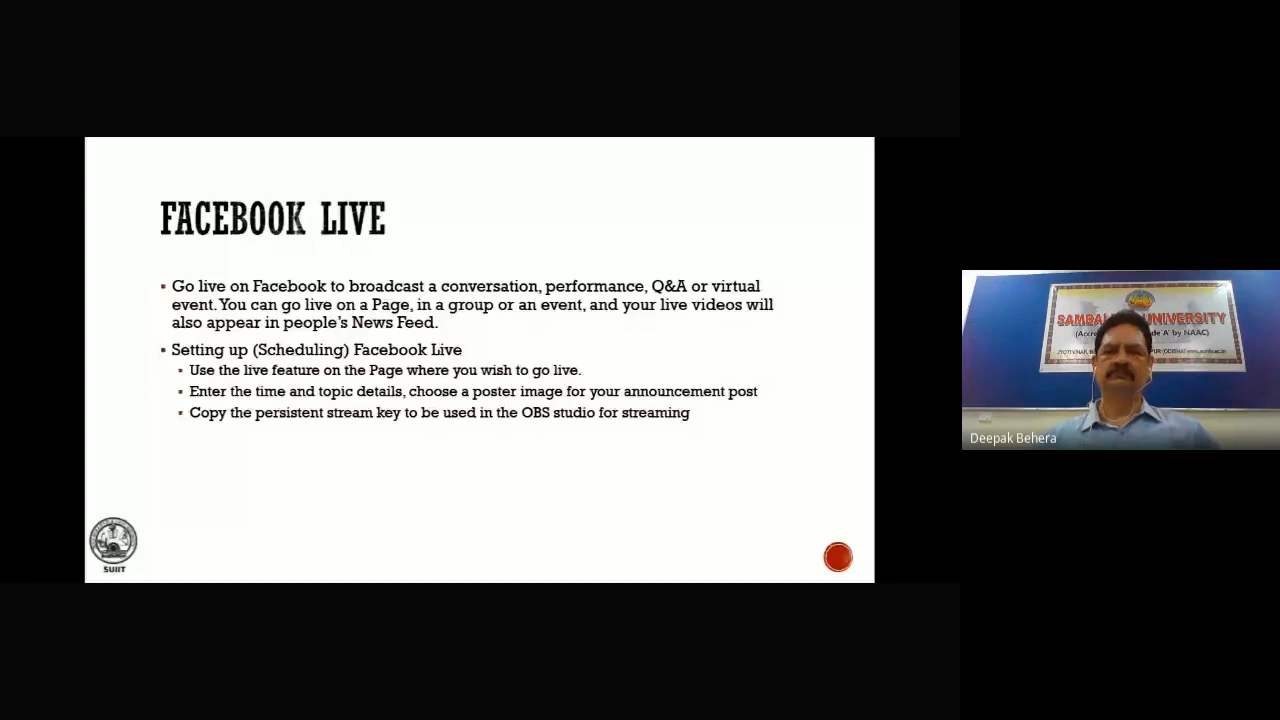 FACEBOOK LIVE
▪ Go live on Facebook to broadcast a conversation, performance, Q&A or virtual
event. You can go live on a Page, in a group or an event, and your live videos will
also appear in people's News Feed.
▪ Setting up (Scheduling) Facebook Live
▪ Use the live feature on the Page where you wish to go live.
▪ Enter the time and topic details, choose a poster image for your announcement post
▪ Copy the persistent stream key to be used in the OBS studio for streaming
SUIIT
UNIVERSITY
by NAAC)
Deepak Behera